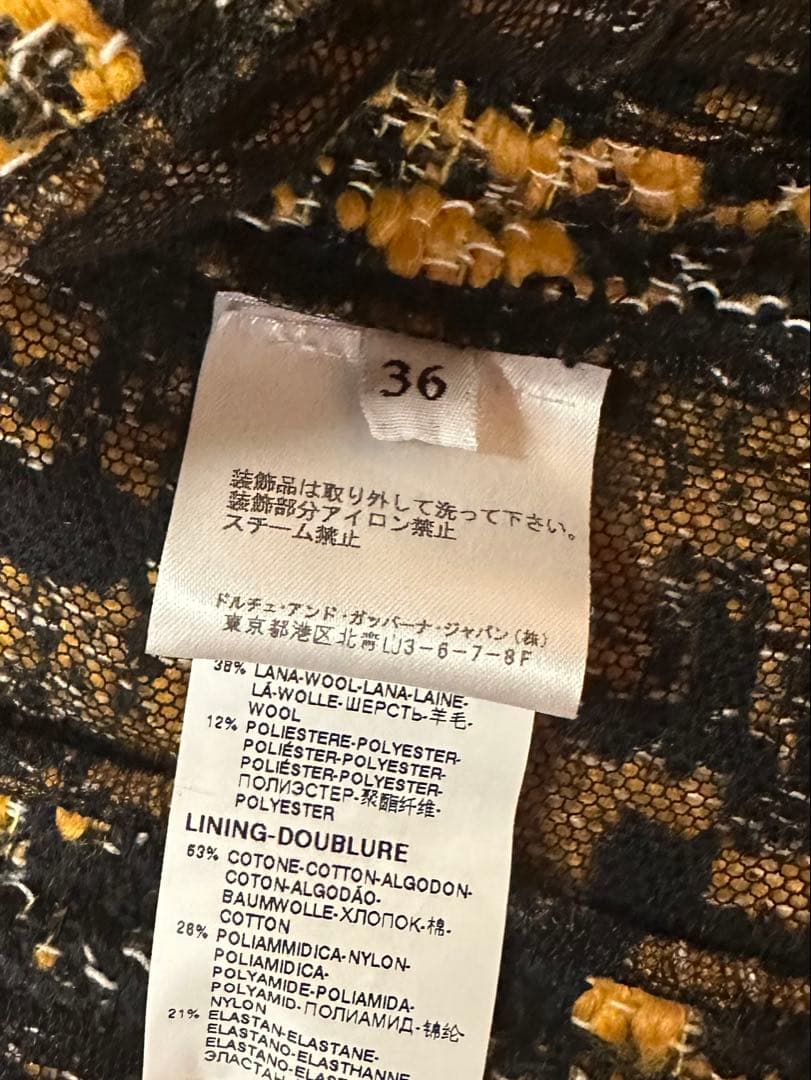 36
装飾品は取り外して洗って下さい。
装飾部分アイロン禁止
スチーム禁止
ドルチェ・アンド・ガッバーナ・ジャパン(株)
東京都港区北青山3-6-7-8F
38% LANA-WOOL-LANA-LAINE-
LÁ-WOLLE-ШЕРСТЬ-羊毛-
WOOL
12% POLIESTERE-POLYESTER-
POLIÉSTER-POLYESTER-
POLIÉSTER-POLYESTER-
ПОЛИЭСТЕР-聚酯纤维-
POLYESTER
LINING-DOUBLURE
53% COTONE-COTTON-ALGODON-
COTON-ALGODÃO-
BAUMWOLLE-ХЛОПОК-棉-
COTTON
26% POLIAMMIDICA-NYLON-
POLIAMIDICA-
POLYAMIDE-POLIAMIDA-
POLYAMID-ПОЛИАМИД-锦纶-
NYLON
21% ELASTAN-ELASTANE-
ELASTANO-ELASTHANNE-
ELASTANO-ELASTHAN-
ЭЛАСТАН